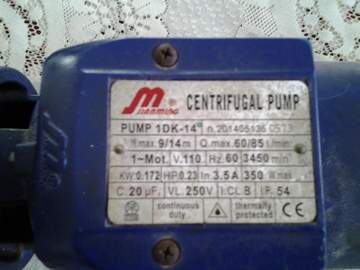 CENTRIFUGAL PUMP
PUMP 1DK-14
H max. 9/14m Q.max. 60/85 L/min
1~Mot. V.110 Hz 60 3450 min⁻¹
KW 0.172 HP 0.23 In 3.5A 350 W max
C. 20 µF. VL. 250V I.CL B IP. 54
continuous duty
thermally protected
CE